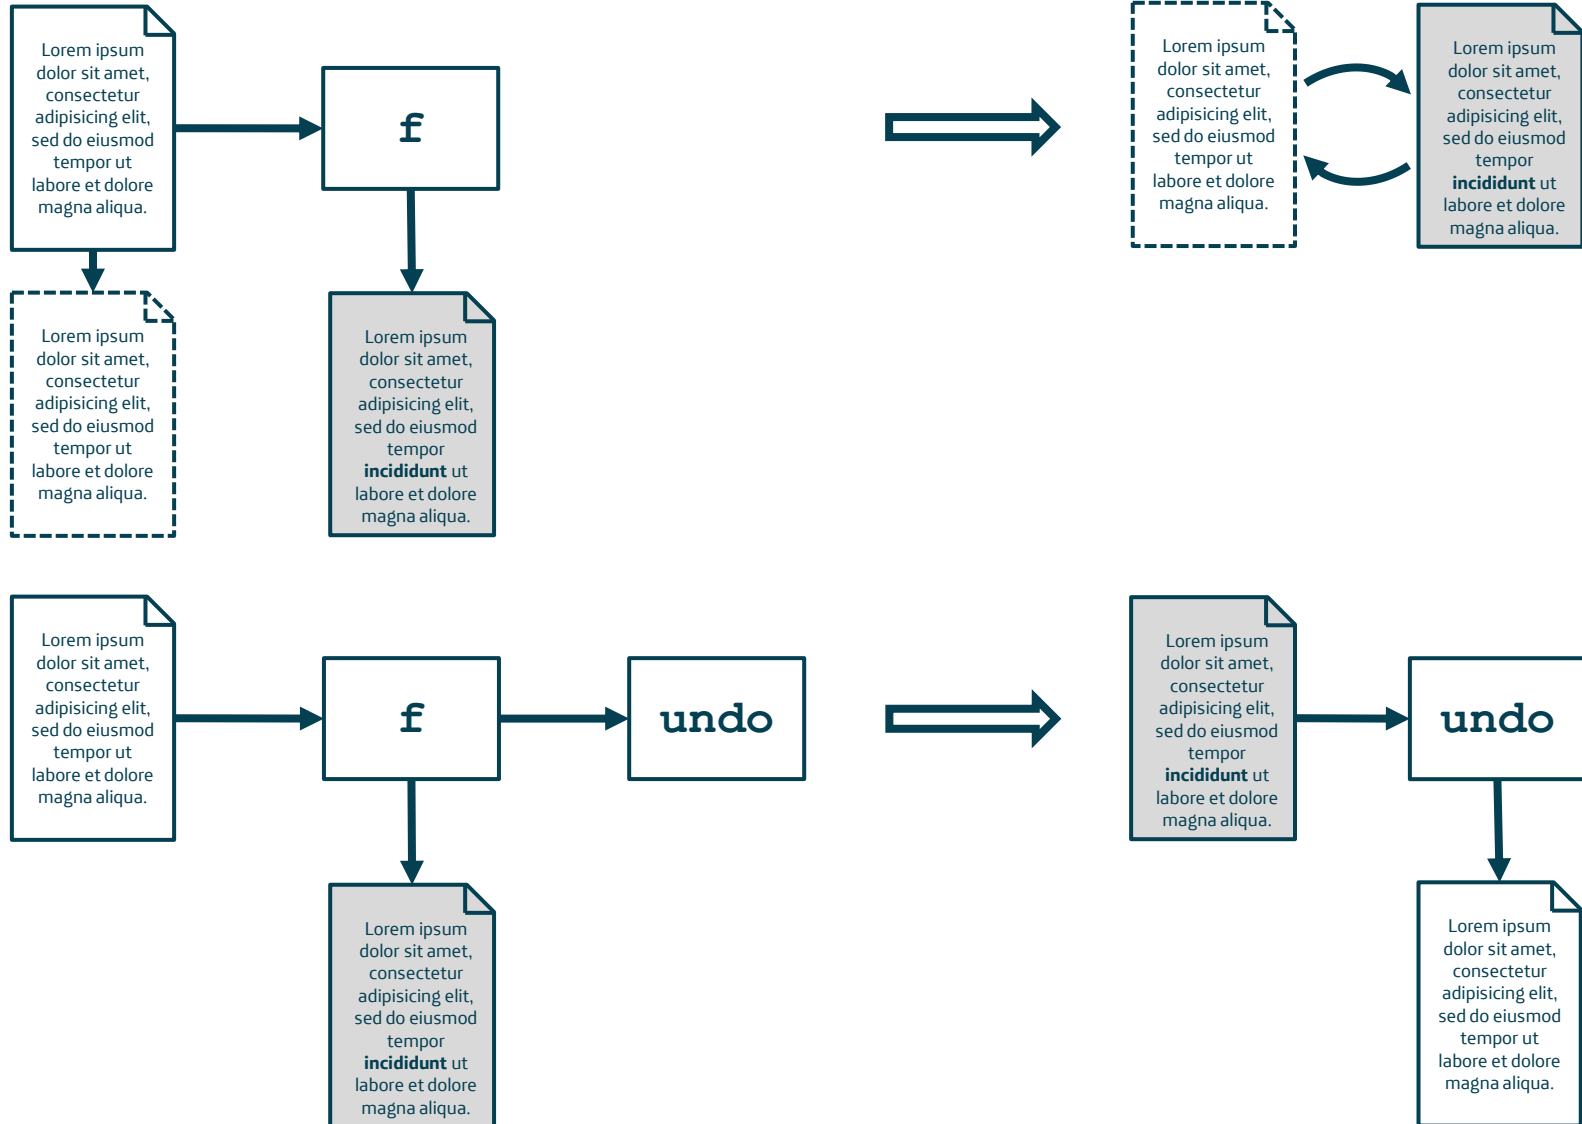 Lorem ipsum
dolor sit amet,
consectetur
adipisicing elit,
sed do eiusmod
tempor ut
labore et dolore
magna aliqua.
f
Lorem ipsum
dolor sit amet,
consectetur
adipisicing elit,
sed do eiusmod
tempor ut
labore et dolore
magna aliqua.
Lorem ipsum
dolor sit amet,
consectetur
adipisicing elit,
sed do eiusmod
tempor
incididunt ut
labore et dolore
magna aliqua.
Lorem ipsum
dolor sit amet,
consectetur
adipisicing elit,
sed do eiusmod
tempor ut
labore et dolore
magna aliqua.
Lorem ipsum
dolor sit amet,
consectetur
adipisicing elit,
sed do eiusmod
tempor
incididunt ut
labore et dolore
magna aliqua.
Lorem ipsum
dolor sit amet,
consectetur
adipisicing elit,
sed do eiusmod
tempor ut
labore et dolore
magna aliqua.
f
undo
Lorem ipsum
dolor sit amet,
consectetur
adipisicing elit,
sed do eiusmod
tempor
incididunt ut
labore et dolore
magna aliqua.
Lorem ipsum
dolor sit amet,
consectetur
adipisicing elit,
sed do eiusmod
tempor
incididunt ut
labore et dolore
magna aliqua.
undo
Lorem ipsum
dolor sit amet,
consectetur
adipisicing elit,
sed do eiusmod
tempor ut
labore et dolore
magna aliqua.